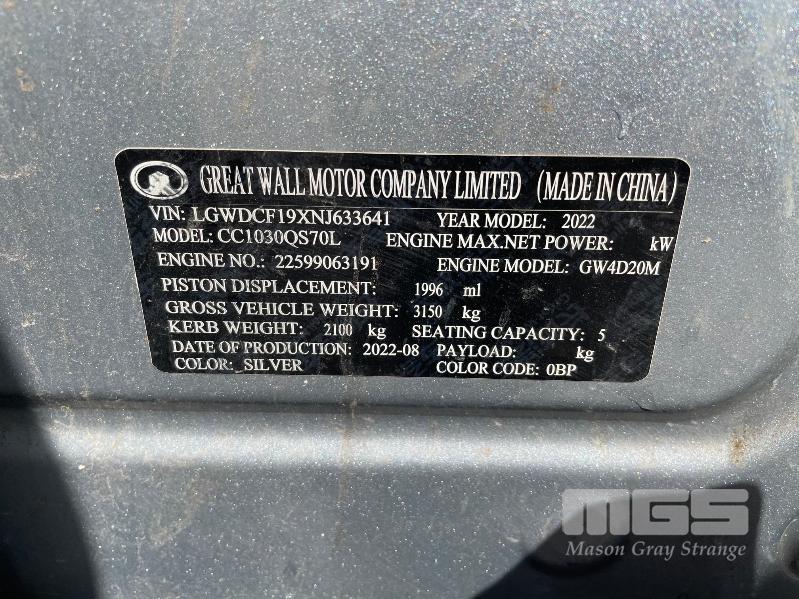 GREAT WALL MOTOR COMPANY LIMITED (MADE IN CHINA)
VIN: LGWDCF19XNJ633641 YEAR MODEL: 2022
MODEL: CC1030QS70L ENGINE MAX.NET POWER: kW
ENGINE NO.: 22599063191 ENGINE MODEL: GW4D20M
PISTON DISPLACEMENT: 1996 ml
GROSS VEHICLE WEIGHT: 3150 kg
KERB WEIGHT: 2100 kg SEATING CAPACITY: 5
DATE OF PRODUCTION: 2022-08 PAYLOAD: kg
COLOR: SILVER COLOR CODE: 0BP
MGS
Mason Gray Strange